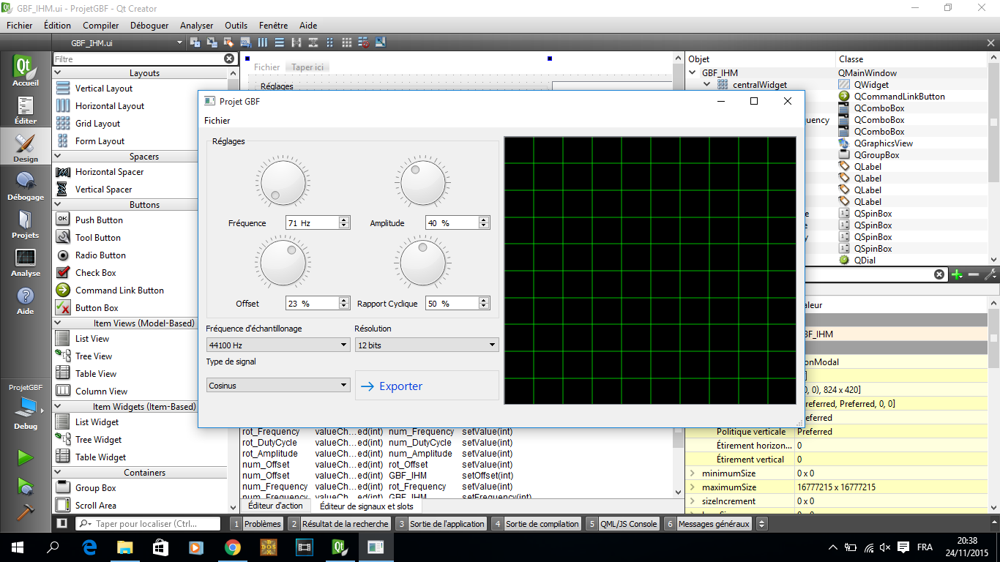 GBF_IHM.ui - ProjetGBF - Qt Creator
Fichier Édition Compiler Déboguer Analyser Outils Fenêtre Aide
GBF_IHM.ui
Accueil
Éditer
Design
Débogage
Projets
Analyse
Aide
ProjetGBF
Debug
Filtre
Layouts
Vertical Layout
Horizontal Layout
Grid Layout
Form Layout
Spacers
Horizontal Spacer
Vertical Spacer
Buttons
OK Push Button
Tool Button
Radio Button
Check Box
Command Link Button
Button Box
Item Views (Model-Based)
List View
Tree View
Table View
Column View
Item Widgets (Item-Based)
List Widget
Tree Widget
Table Widget
Containers
Group Box
Scroll Area
Fichier Taper ici
Réglages
Projet GBF
Fichier
Réglages
Fréquence 71 Hz Amplitude 40 %
Offset 23 % Rapport Cyclique 50 %
Fréquence d'échantillonage Résolution
44100 Hz 12 bits
Type de signal
Cosinus Exporter
rot_Frequency valueCh...ed(int) num_Frequency setValue(int)
rot_DutyCycle valueCh...ed(int) num_DutyCycle setValue(int)
rot_Amplitude valueCh...ed(int) num_Amplitude setValue(int)
num_Offset valueCh...ed(int) rot_Offset setValue(int)
num_Offset valueCh...ed(int) GBF_IHM setOffset(int)
num_Frequency valueCh...ed(int) rot_Frequency setValue(int)
num_Frequency valueCh...ed(int) GBF_IHM setFrequency(int)
Éditeur d'action Éditeur de signaux et slots
Objet Classe
GBF_IHM QMainWindow
centralWidget QWidget
QCommandLinkButton
QComboBox
uency QComboBox
QComboBox
QGraphicsView
QGroupBox
QLabel
QLabel
QLabel
QLabel
e QSpinBox
e QSpinBox
y QSpinBox
QSpinBox
QDial
aleur
BF_IHM
onModal
]
0, 0), 824 x 420]
referred, Preferred, 0, 0]
eferred
Politique verticale Preferred
Étirement horizon... 0
Étirement vertical 0
minimumSize 0 x 0
maximumSize 16777215 x 16777215
sizeIncrement 0 x 0
Taper pour localiser (Ctrl... 1 Problèmes 2 Résultat de la recherche 3 Sortie de l'application 4 Sortie de compilation 5 QML/JS Console 6 Messages généraux
FRA
20:38
24/11/2015